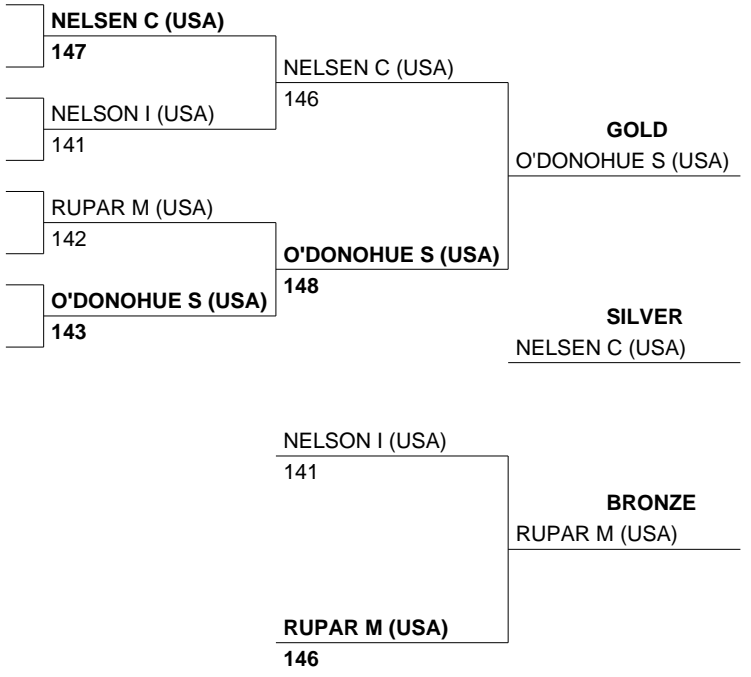 NELSEN C (USA)
147
NELSEN C (USA)
146
NELSON I (USA)
141
GOLD
O'DONOHUE S (USA)
RUPAR M (USA)
142
O'DONOHUE S (USA)
148
O'DONOHUE S (USA)
143
SILVER
NELSEN C (USA)
NELSON I (USA)
141
BRONZE
RUPAR M (USA)
RUPAR M (USA)
146